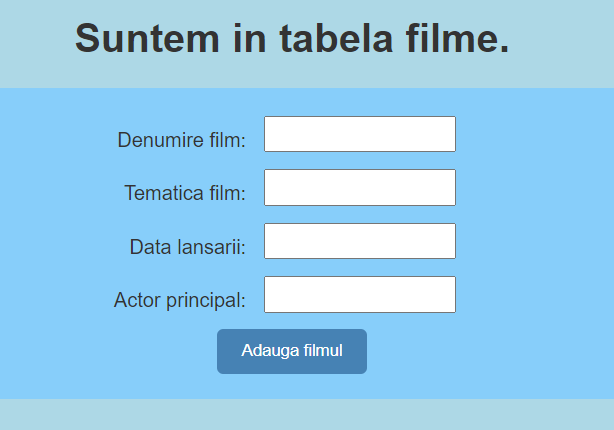 Suntem in tabela filme.
Denumire film:
Tematica film:
Data lansarii:
Actor principal:
Adauga filmul